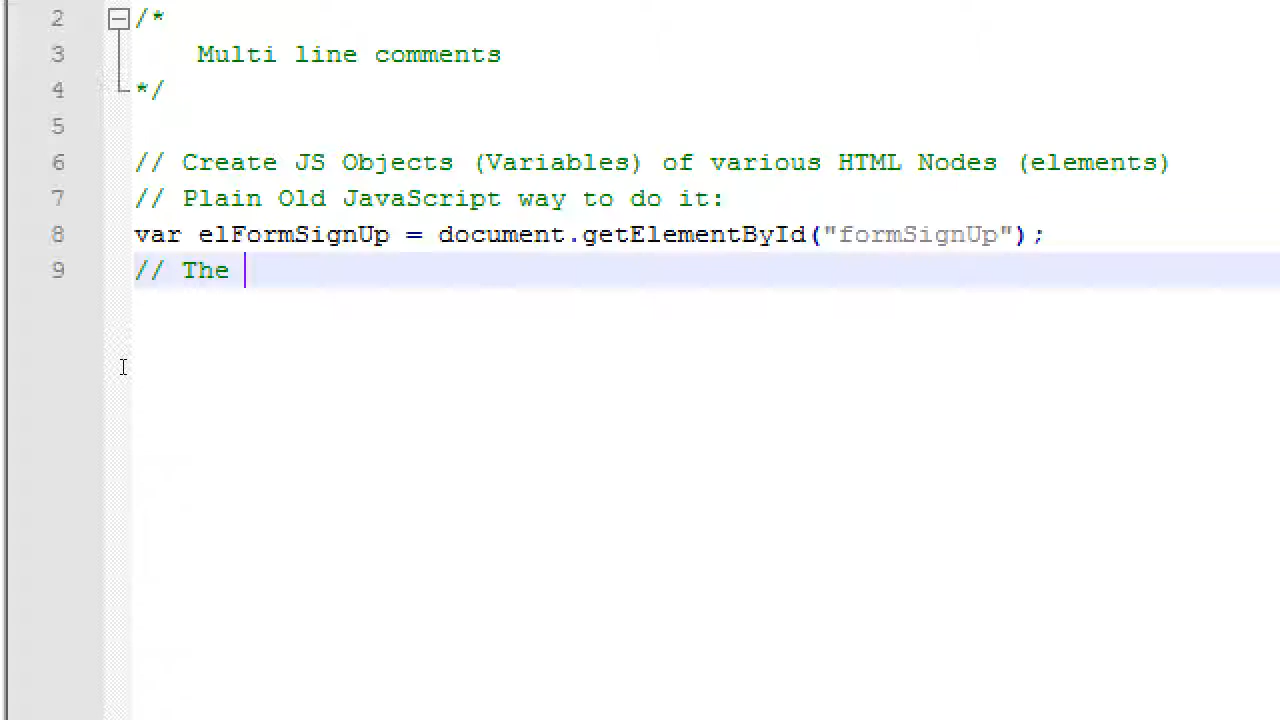 2 /*
3 Multi line comments
4 */
5
6 // Create JS Objects (Variables) of various HTML Nodes (elements)
7 // Plain Old JavaScript way to do it:
8 var elFormSignUp = document.getElementById("formSignUp");
9 // The